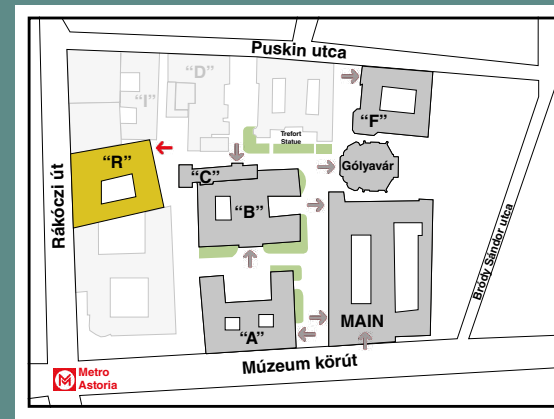 Puskin utca
“D”
“I”
“F”
Trefort
Statue
“R”
“C”
Gólyavár
“B”
Rákóczi út
Bródy Sándor utca
“A”
MAIN
Múzeum körút
Metro
Astoria
M